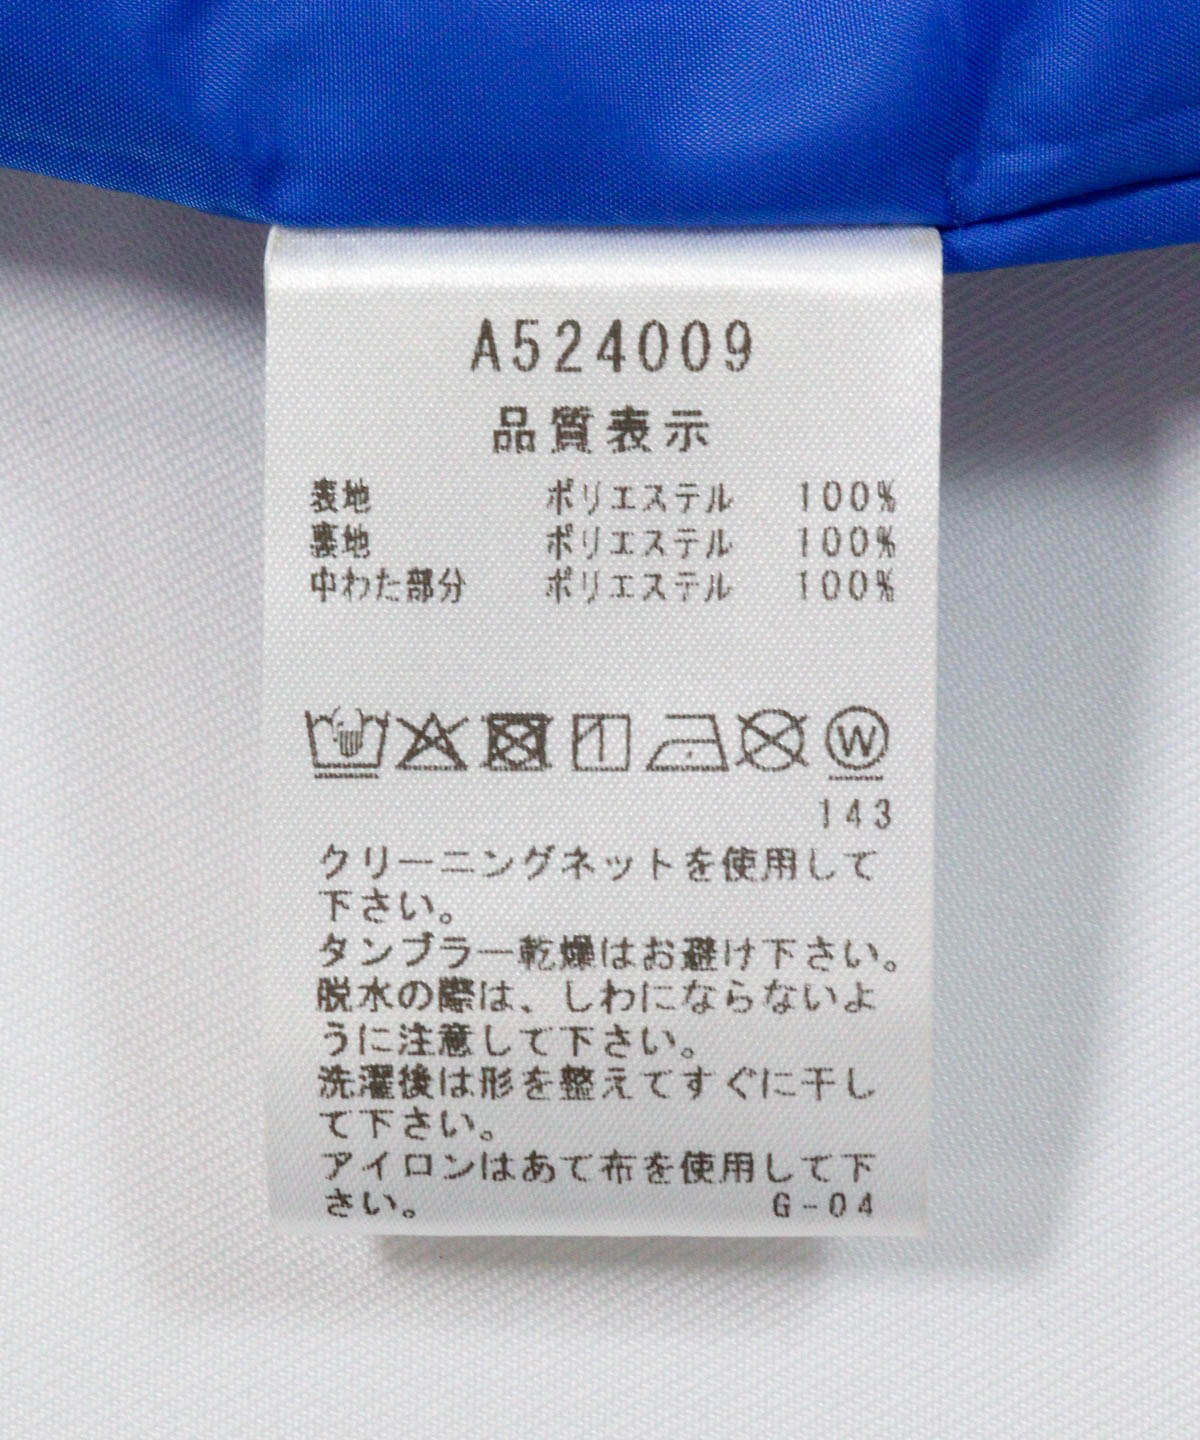 A524009
品質表示
表地 ポリエステル 100%
裏地 ポリエステル 100%
中わた部分 ポリエステル 100%
W
143
クリーニングネットを使用して
下さい。
タンブラー乾燥はお避け下さい。
脱水の際は、しわにならないよ
うに注意して下さい。
洗濯後は形を整えてすぐに干し
て下さい。
アイロンはあて布を使用して下
さい。 G-04